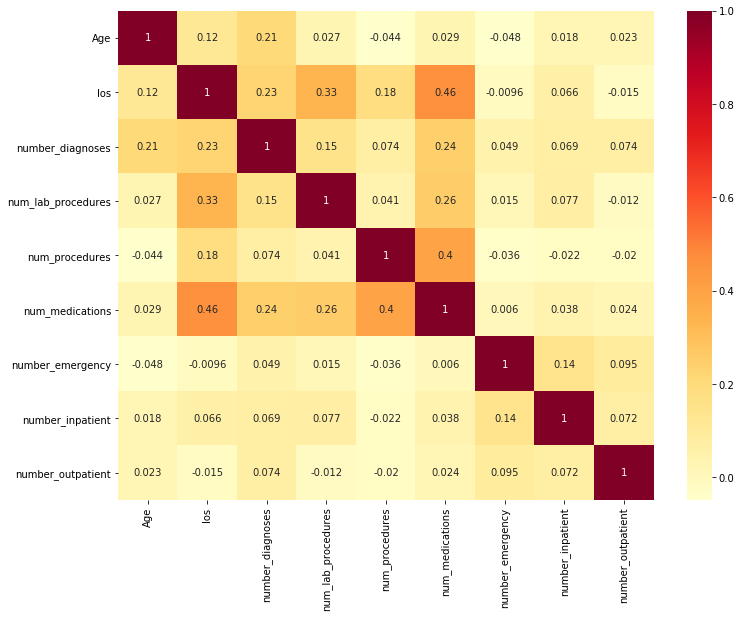 Age 1 0.12 0.21 0.027 -0.044 0.029 -0.048 0.018 0.023
los 0.12 1 0.23 0.33 0.18 0.46 -0.0096 0.066 -0.015
number_diagnoses 0.21 0.23 1 0.15 0.074 0.24 0.049 0.069 0.074
num_lab_procedures 0.027 0.33 0.15 1 0.041 0.26 0.015 0.077 -0.012
num_procedures -0.044 0.18 0.074 0.041 1 0.4 -0.036 -0.022 -0.02
num_medications 0.029 0.46 0.24 0.26 0.4 1 0.006 0.038 0.024
number_emergency -0.048 -0.0096 0.049 0.015 -0.036 0.006 1 0.14 0.095
number_inpatient 0.018 0.066 0.069 0.077 -0.022 0.038 0.14 1 0.072
number_outpatient 0.023 -0.015 0.074 -0.012 -0.02 0.024 0.095 0.072 1
Age
los
number_diagnoses
num_lab_procedures
num_procedures
num_medications
number_emergency
number_inpatient
number_outpatient
1.0
0.8
0.6
0.4
0.2
0.0